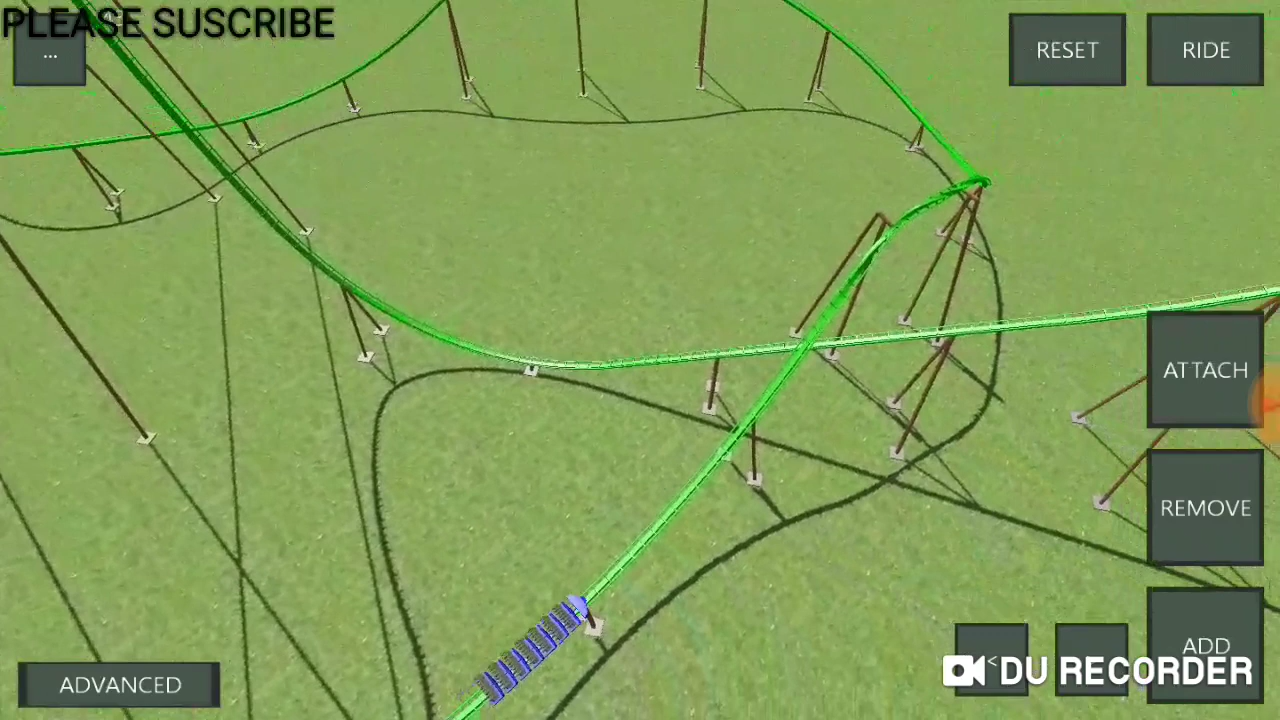 PLEASE SUSCRIBE
...
RESET
RIDE
ATTACH
REMOVE
ADD
<
DU RECORDER
ADVANCED